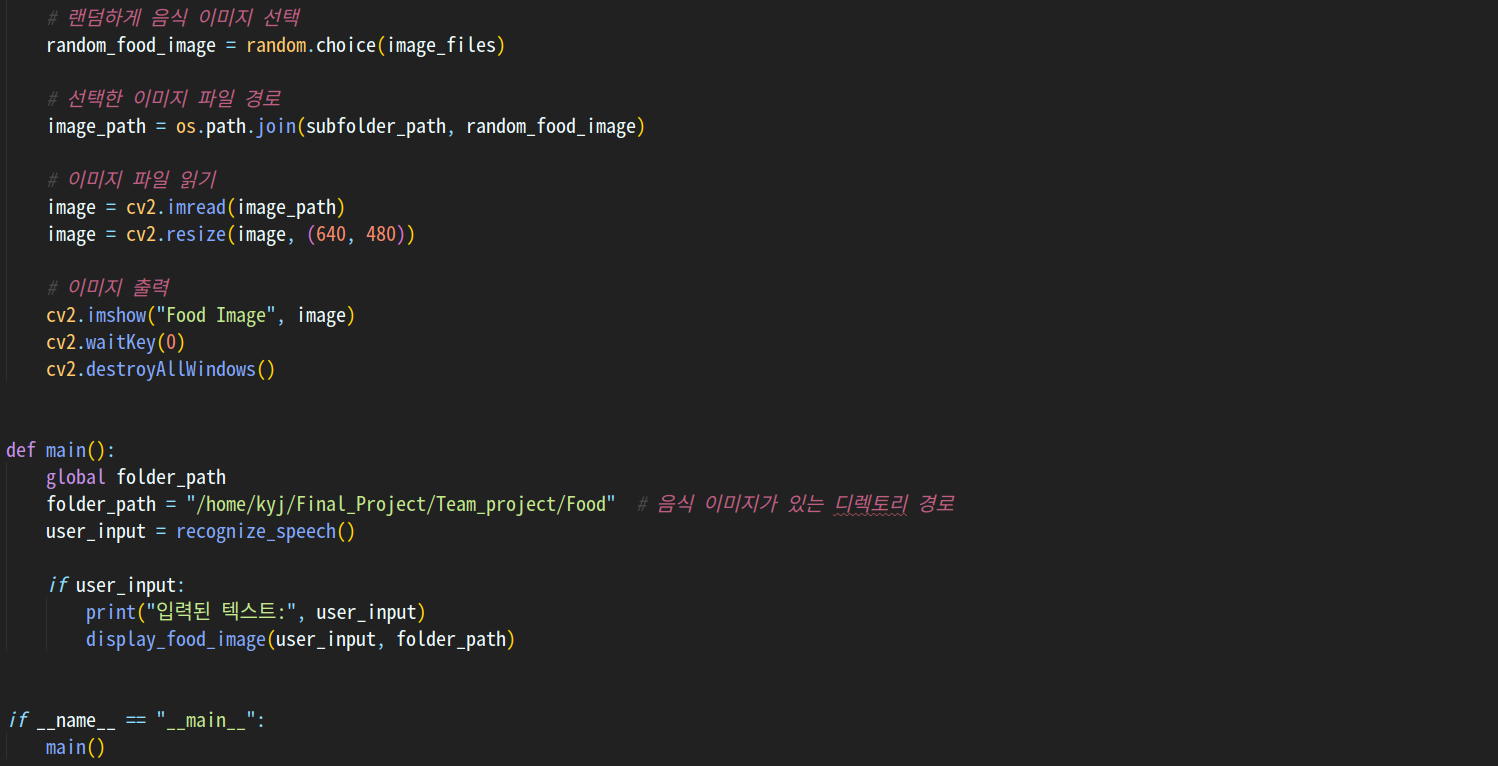 # 랜덤하게 음식 이미지 선택
random_food_image = random.choice(image_files)
# 선택한 이미지 파일 경로
image_path = os.path.join(subfolder_path, random_food_image)
# 이미지 파일 읽기
image = cv2.imread(image_path)
image = cv2.resize(image, (640, 480))
# 이미지 출력
cv2.imshow("Food Image", image)
cv2.waitKey(0)
cv2.destroyAllWindows()
def main():
global folder_path
folder_path = "/home/kyj/Final_Project/Team_project/Food"  # 음식 이미지가 있는 디렉토리 경로
user_input = recognize_speech()
if user_input:
print("입력된 텍스트:", user_input)
display_food_image(user_input, folder_path)
if __name__ == "__main__":
main()